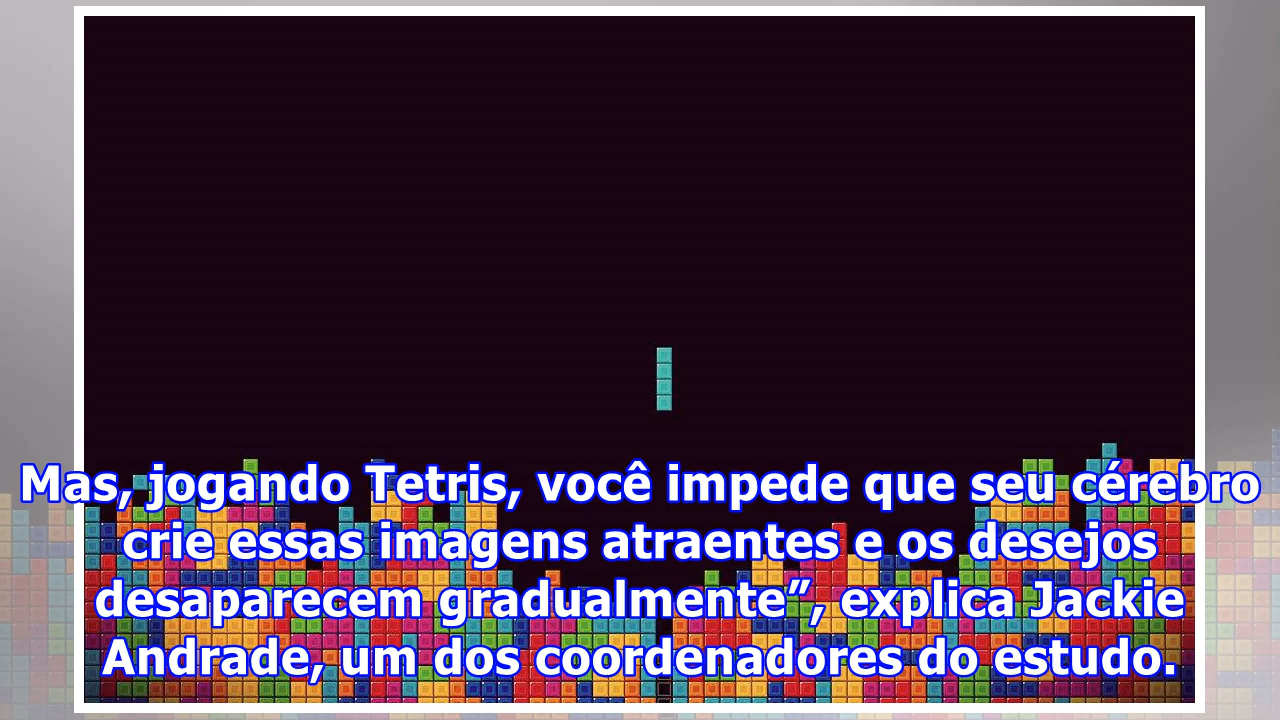 Mas, jogando Tetris, você impede que seu cérebro
crie essas imagens atraentes e os desejos
desaparecem gradualmente”, explica Jackie
Andrade, um dos coordenadores do estudo.